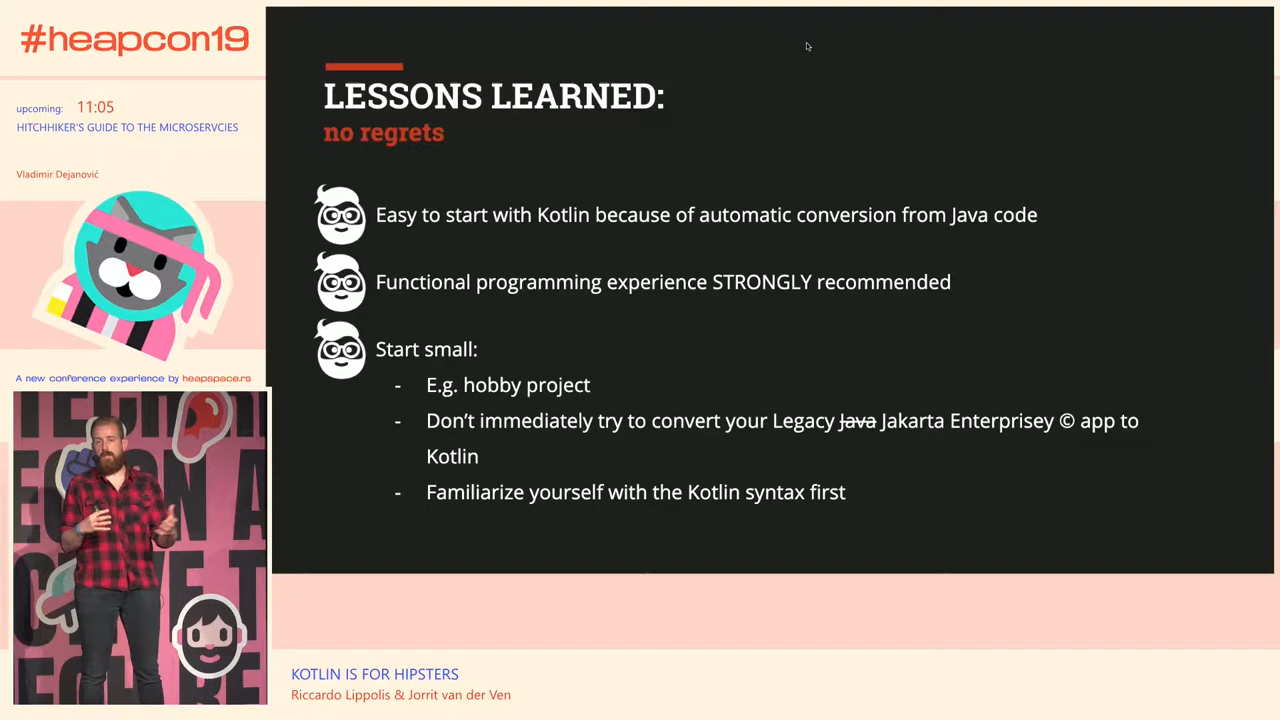 #heapcon19
upcoming: 11:05
HITCHHIKER'S GUIDE TO THE MICROSERVCIES
Vladimir Dejanović
A new conference experience by heapspace.rs
LESSONS LEARNED:
no regrets
Easy to start with Kotlin because of automatic conversion from Java code
Functional programming experience STRONGLY recommended
Start small:
- E.g. hobby project
- Don't immediately try to convert your Legacy Java Jakarta Enterprisey © app to
Kotlin
- Familiarize yourself with the Kotlin syntax first
KOTLIN IS FOR HIPSTERS
Riccardo Lippolis & Jorrit van der Ven